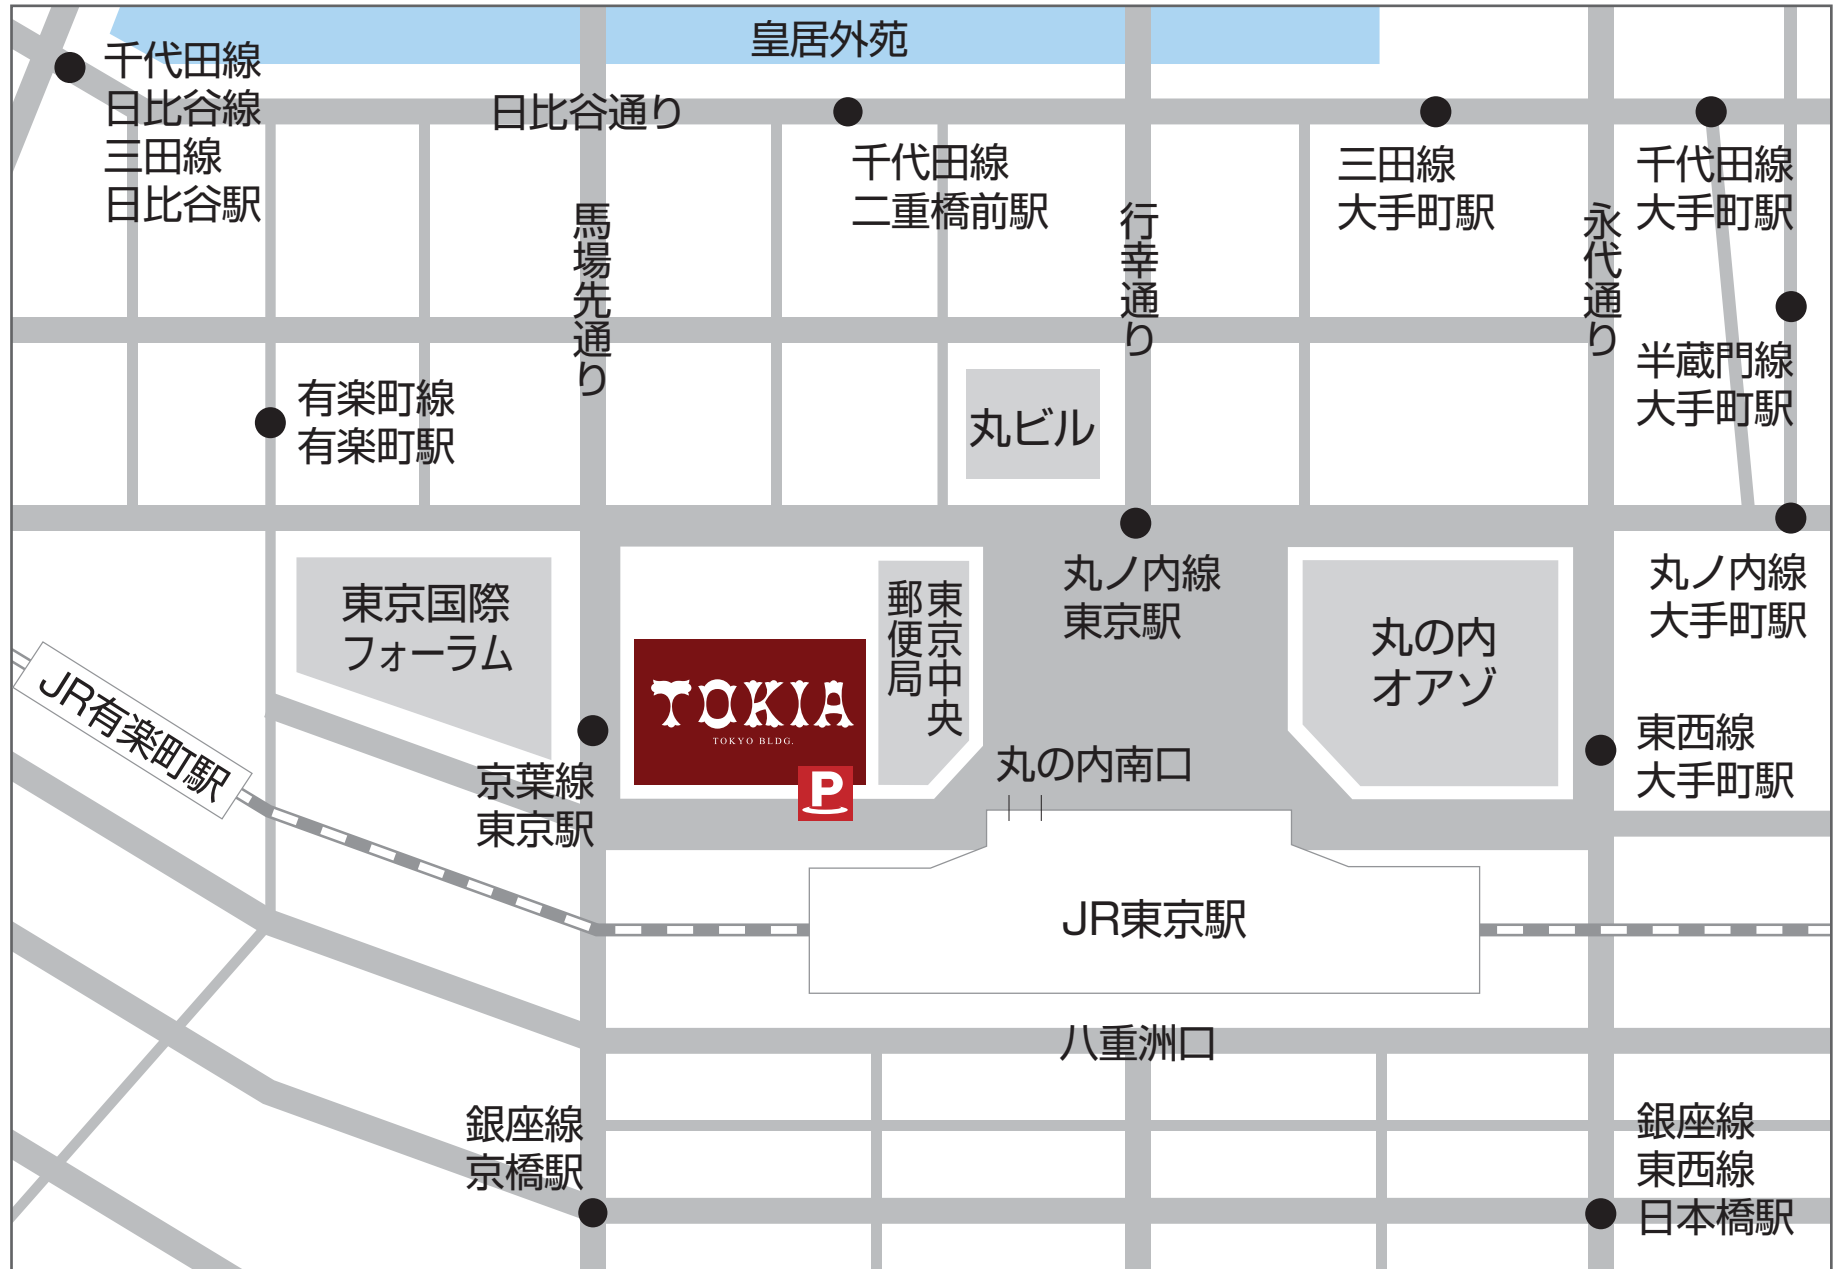 皇居外苑
千代田線
日比谷線
三田線
日比谷駅
日比谷通り
千代田線
二重橋前駅
三田線
大手町駅
千代田線
大手町駅
馬場先通り
行幸通り
永代通り
半蔵門線
大手町駅
有楽町線
有楽町駅
丸ビル
丸ノ内線
東京駅
丸ノ内線
大手町駅
東京国際
フォーラム
東京中央
郵便局
丸の内
オアゾ
TOKIA
TOKYO BLDG.
P
JR有楽町駅
京葉線
東京駅
丸の内南口
東西線
大手町駅
JR東京駅
八重洲口
銀座線
京橋駅
銀座線
東西線
日本橋駅